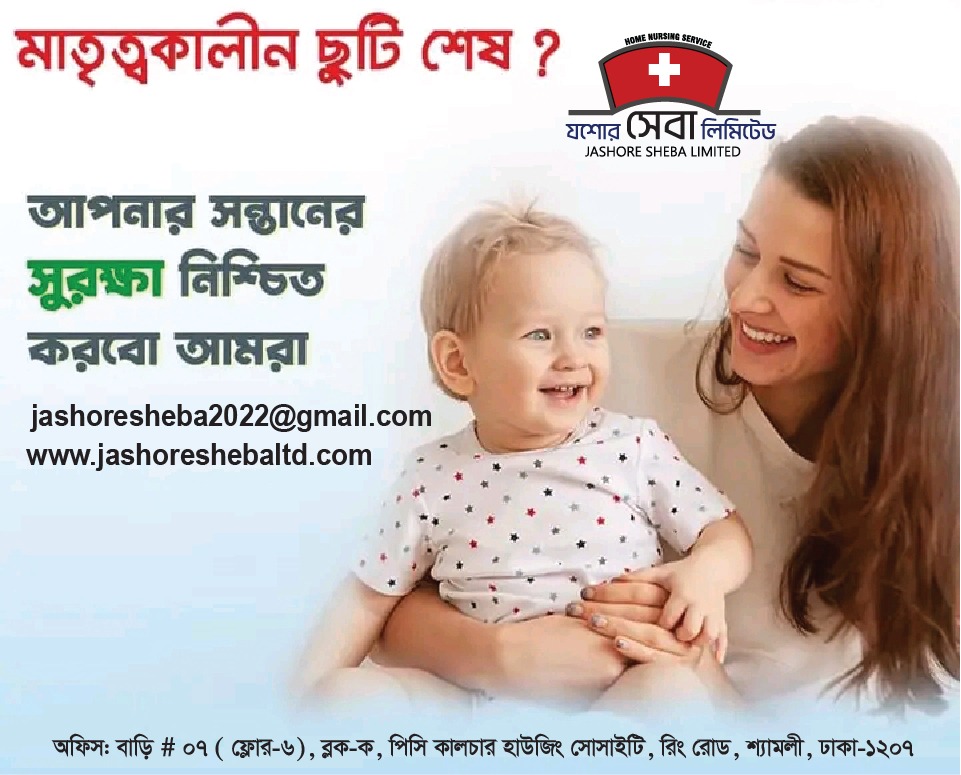 মাতৃত্বকালীন ছুটি শেষ ?
HOME NURSING SERVICE
যশোর সেবা লিমিটেড
JASHORE SHEBA LIMITED
আপনার সন্তানের
সুরক্ষা নিশ্চিত
করবো আমরা
jashoresheba2022@gmail.com
www.jashoreshebaltd.com
অফিস: বাড়ি # ০৭ ( ফ্লোর-৬), ব্লক-ক, পিসি কালচার হাউজিং সোসাইটি, রিং রোড, শ্যামলী, ঢাকা-১২০৭